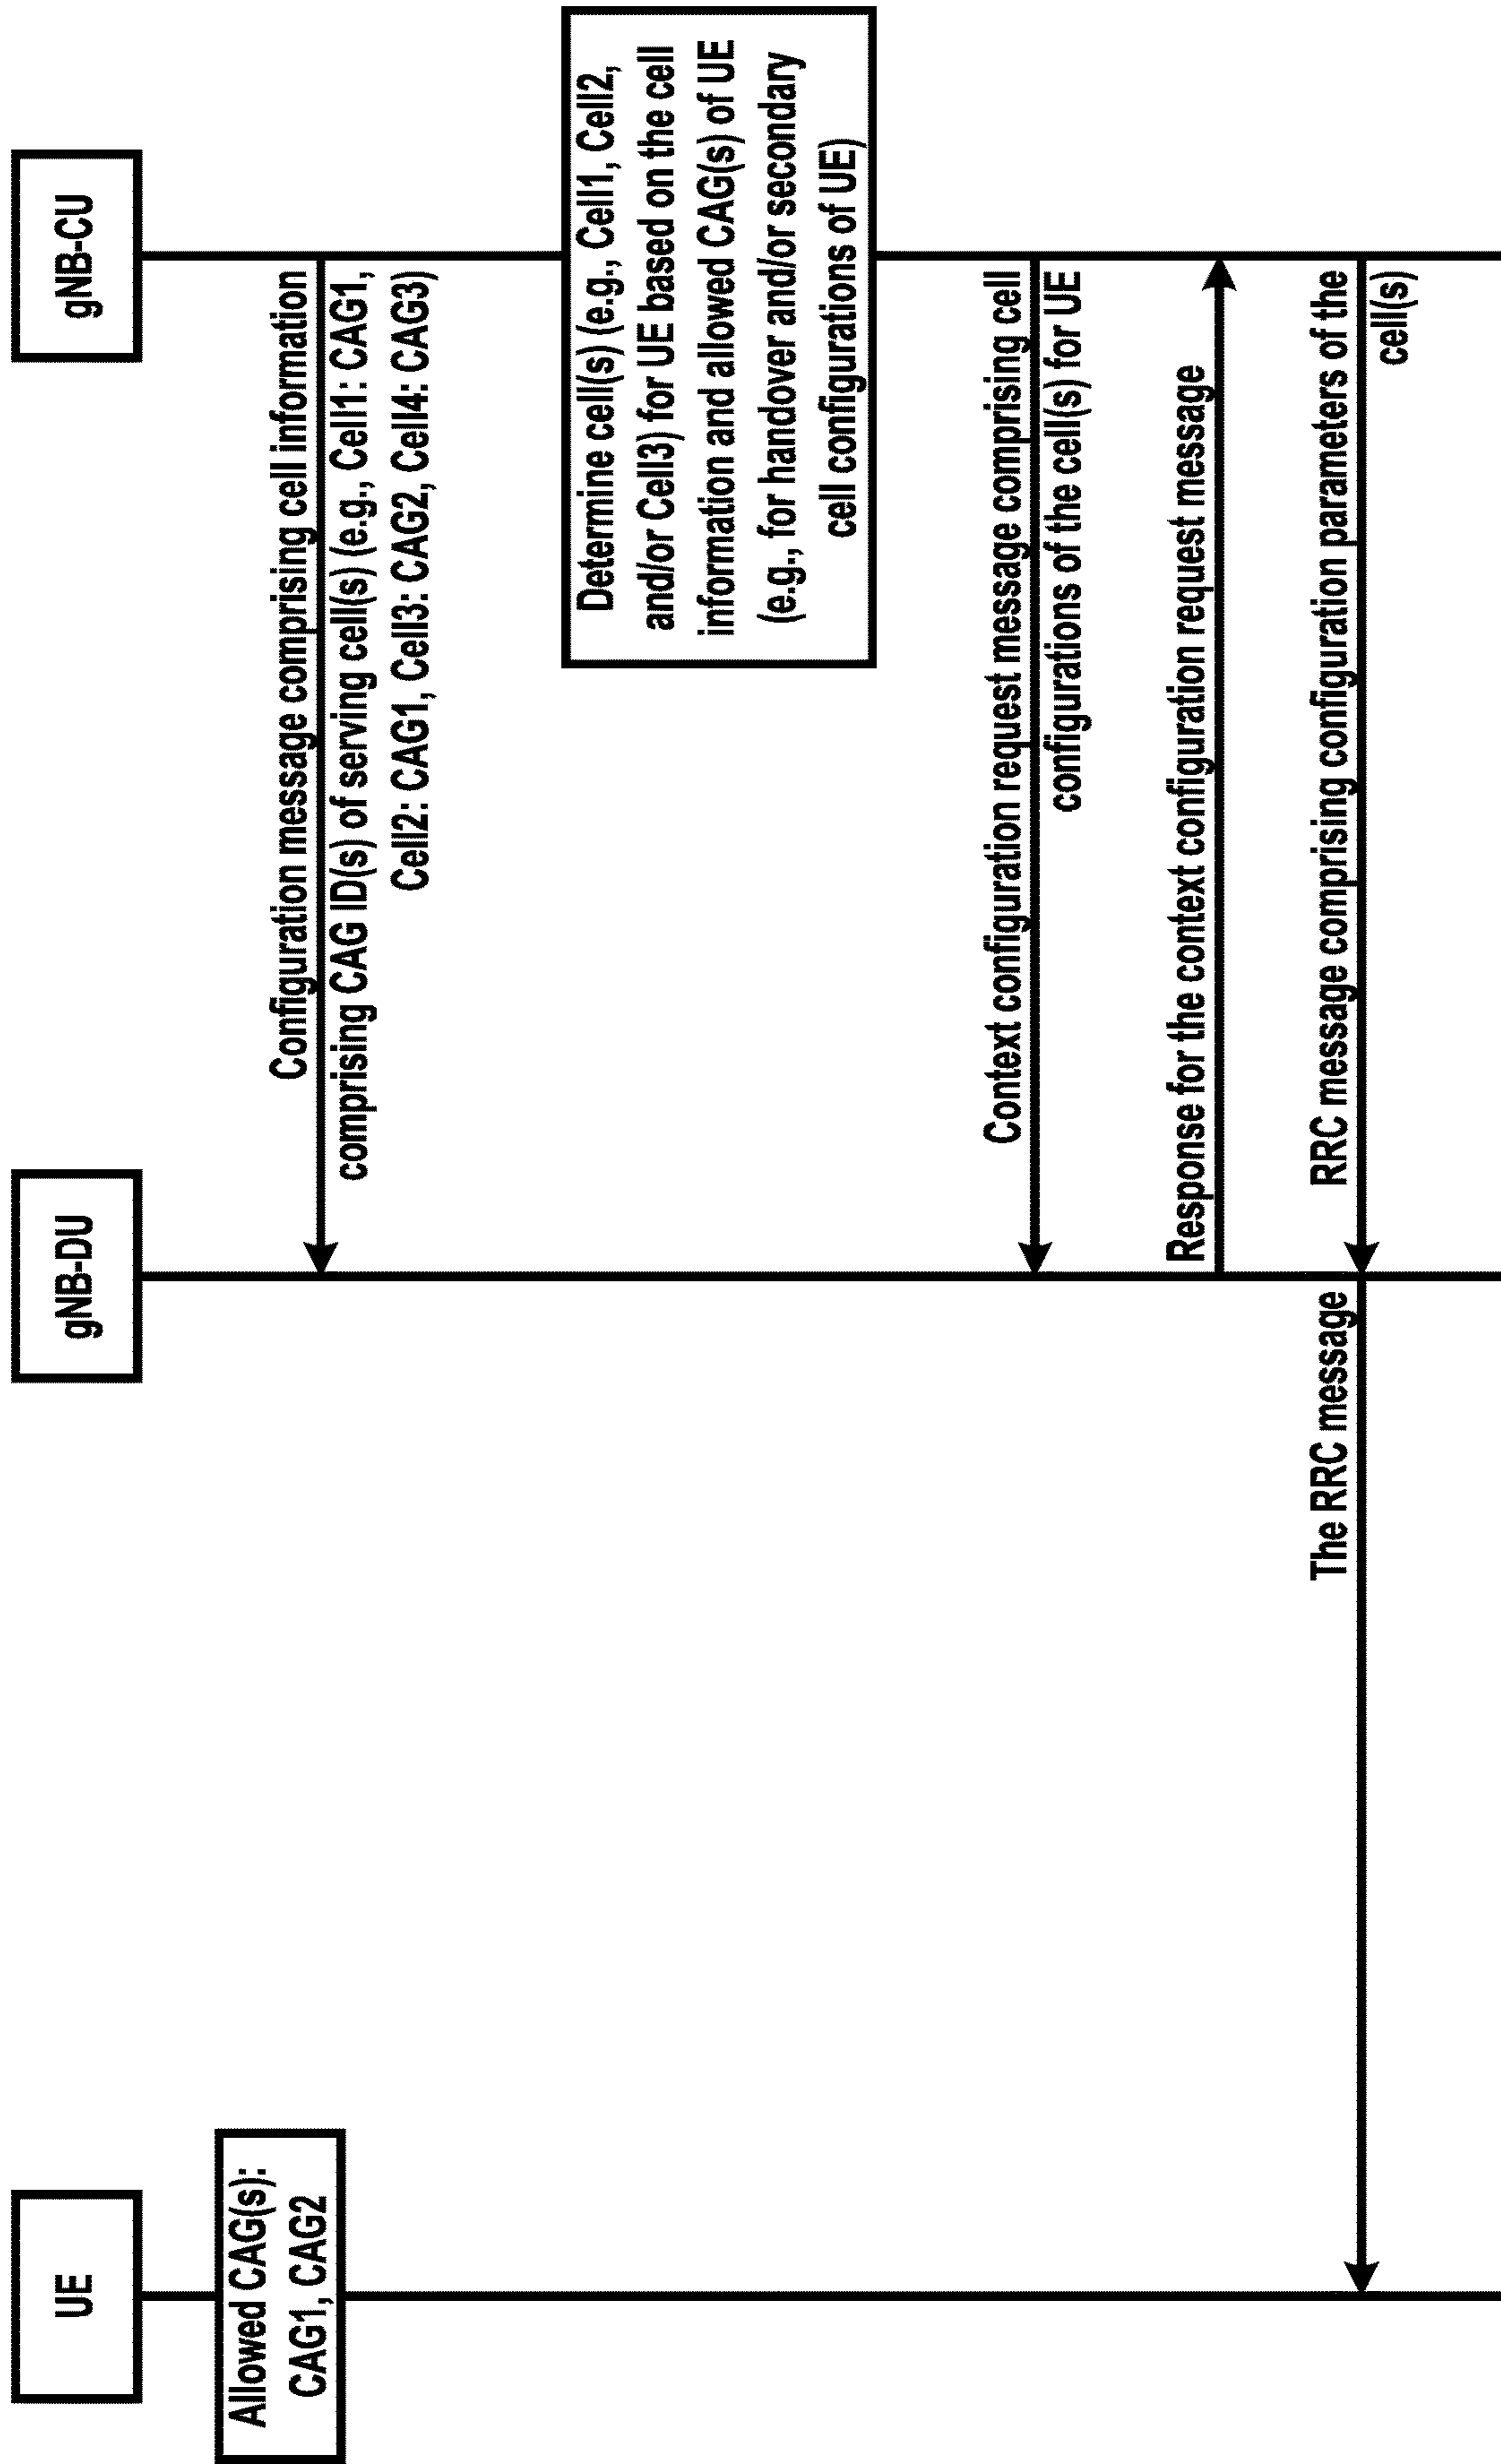 UE
gNB-DU
gNB-CU
Allowed CAG(s):
CAG1, CAG2
Configuration message comprising cell information
comprising CAG ID(s) of serving cell(s) (e.g., Cell1: CAG1,
Cell2: CAG1, Cell3: CAG2, Cell4: CAG3)
Determine cell(s) (e.g., Cell1, Cell2,
and/or Cell3) for UE based on the cell
information and allowed CAG(s) of UE
(e.g., for handover and/or secondary
cell configurations of UE)
Context configuration request message comprising cell
configurations of the cell(s) for UE
Response for the context configuration request message
RRC message comprising configuration parameters of the
cell(s)
The RRC message